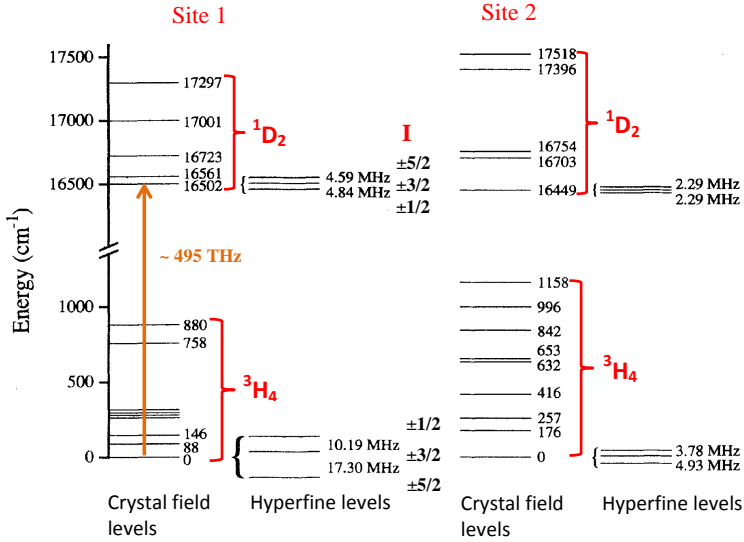 Site 1
Site 2
Energy (cm⁻¹)
17500
17000
16500
1000
500
0
17297
17001
16723
16561
16502
¹D₂
4.59 MHz
4.84 MHz
I
±5/2
±3/2
±1/2
~ 495 THz
880
758
146
88
0
³H₄
10.19 MHz
17.30 MHz
±1/2
±3/2
±5/2
17518
17396
16754
16703
16449
¹D₂
2.29 MHz
2.29 MHz
1158
996
842
653
632
416
257
176
0
³H₄
3.78 MHz
4.93 MHz
Crystal field
levels
Hyperfine levels
Crystal field
levels
Hyperfine levels